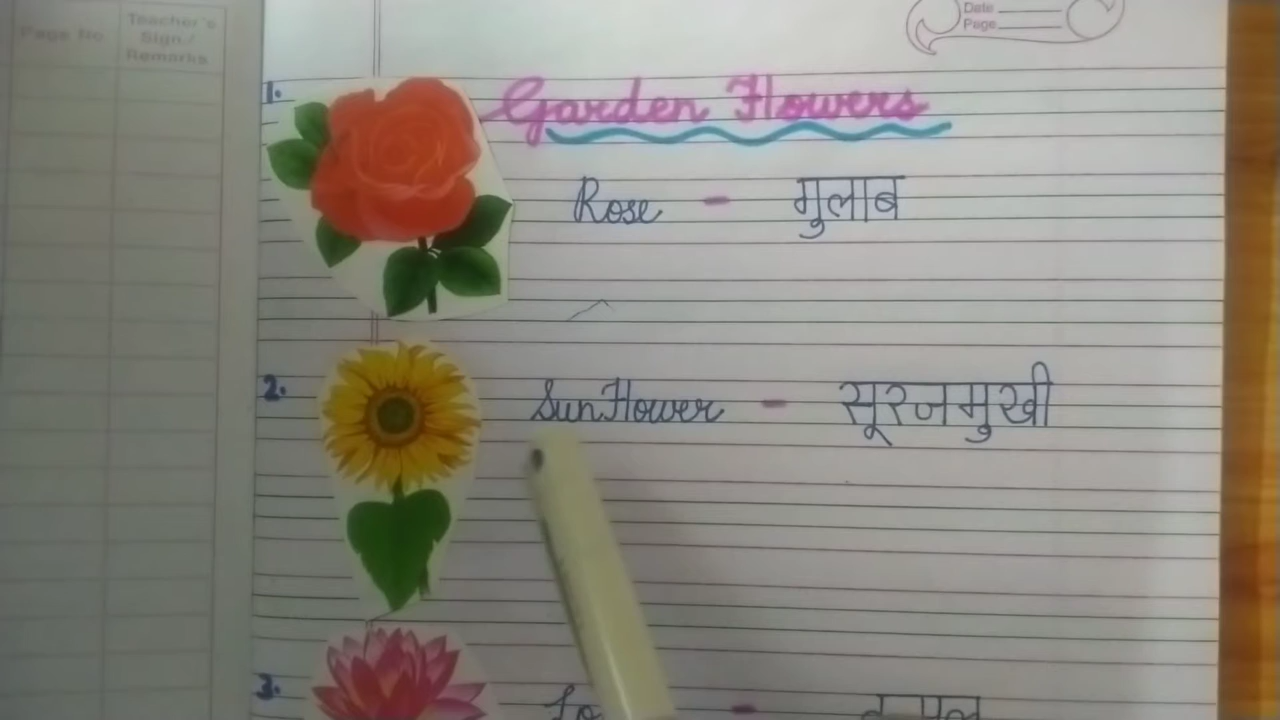 Page No.
Teacher's
Sign./
Remarks
Date
Page
1.
Garden Flowers
Rose - गुलाब
2.
SunFlower - सूरजमुखी
3.
-